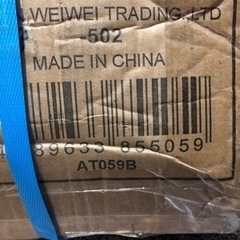 WEIWEI TRADING.,LTD
-502
MADE IN CHINA
89633 855059
AT059B